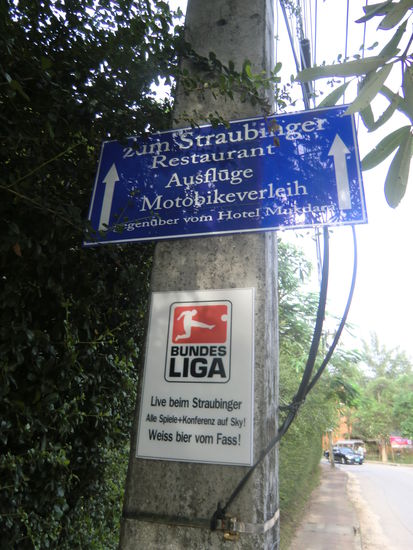 Zum Straubinger
Restaurant
Ausflüge
Motobikeverleih
gegenüber vom Hotel Mukdara
BUNDES
LIGA
Live beim Straubinger
Alle Spiele+Konferenz auf Sky!
Weiss bier vom Fass!